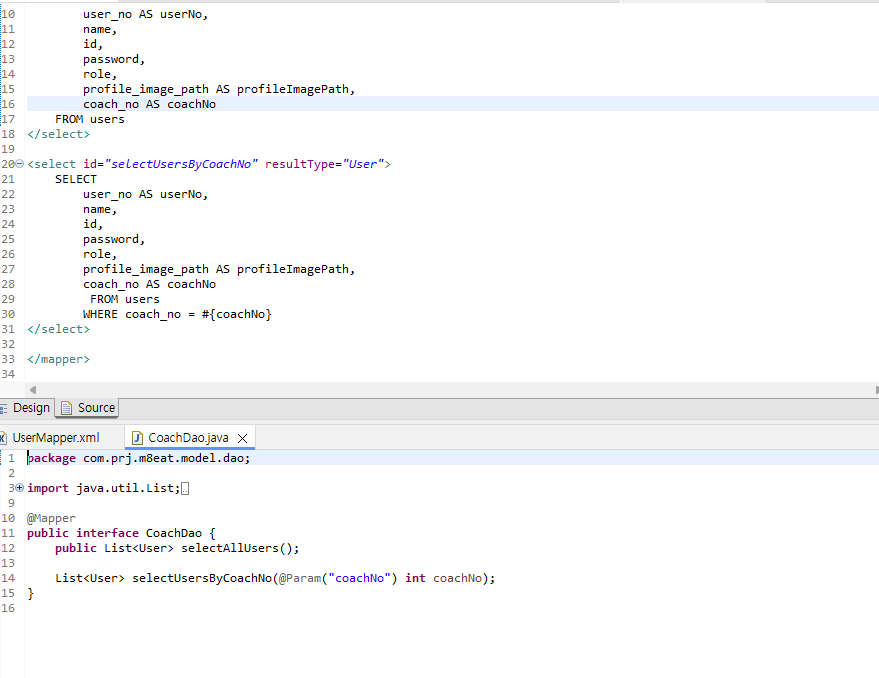 10 user_no AS userNo,
11 name,
12 id,
13 password,
14 role,
15 profile_image_path AS profileImagePath,
16 coach_no AS coachNo
17 FROM users
18 </select>
19
20 <select id="selectUsersByCoachNo" resultType="User">
21 SELECT
22 user_no AS userNo,
23 name,
24 id,
25 password,
26 role,
27 profile_image_path AS profileImagePath,
28 coach_no AS coachNo
29 FROM users
30 WHERE coach_no = #{coachNo}
31 </select>
32
33 </mapper>
34
Design Source
UserMapper.xml CoachDao.java
1 package com.prj.m8eat.model.dao;
2
3 import java.util.List;
9
10 @Mapper
11 public interface CoachDao {
12 public List<User> selectAllUsers();
13
14 List<User> selectUsersByCoachNo(@Param("coachNo") int coachNo);
15 }
16